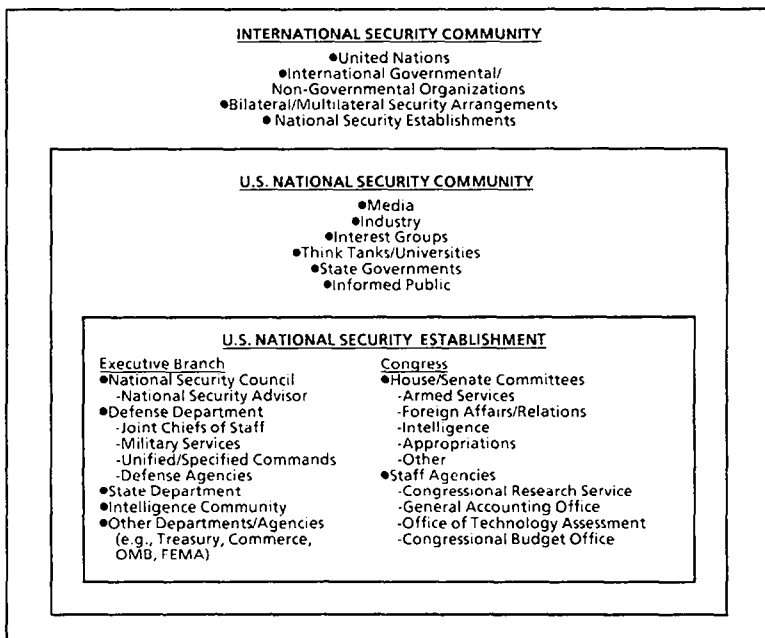 INTERNATIONAL SECURITY COMMUNITY
●United Nations
●International Governmental/
Non-Governmental Organizations
●Bilateral/Multilateral Security Arrangements
● National Security Establishments
U.S. NATIONAL SECURITY COMMUNITY
●Media
●Industry
●Interest Groups
●Think Tanks/Universities
●State Governments
●Informed Public
U.S. NATIONAL SECURITY ESTABLISHMENT
Executive Branch
●National Security Council
-National Security Advisor
●Defense Department
-Joint Chiefs of Staff
-Military Services
-Unified/Specified Commands
-Defense Agencies
●State Department
●Intelligence Community
●Other Departments/Agencies
(e.g., Treasury, Commerce,
OMB, FEMA)
Congress
●House/Senate Committees
-Armed Services
-Foreign Affairs/Relations
-Intelligence
-Appropriations
-Other
●Staff Agencies
-Congressional Research Service
-General Accounting Office
-Office of Technology Assessment
-Congressional Budget Office